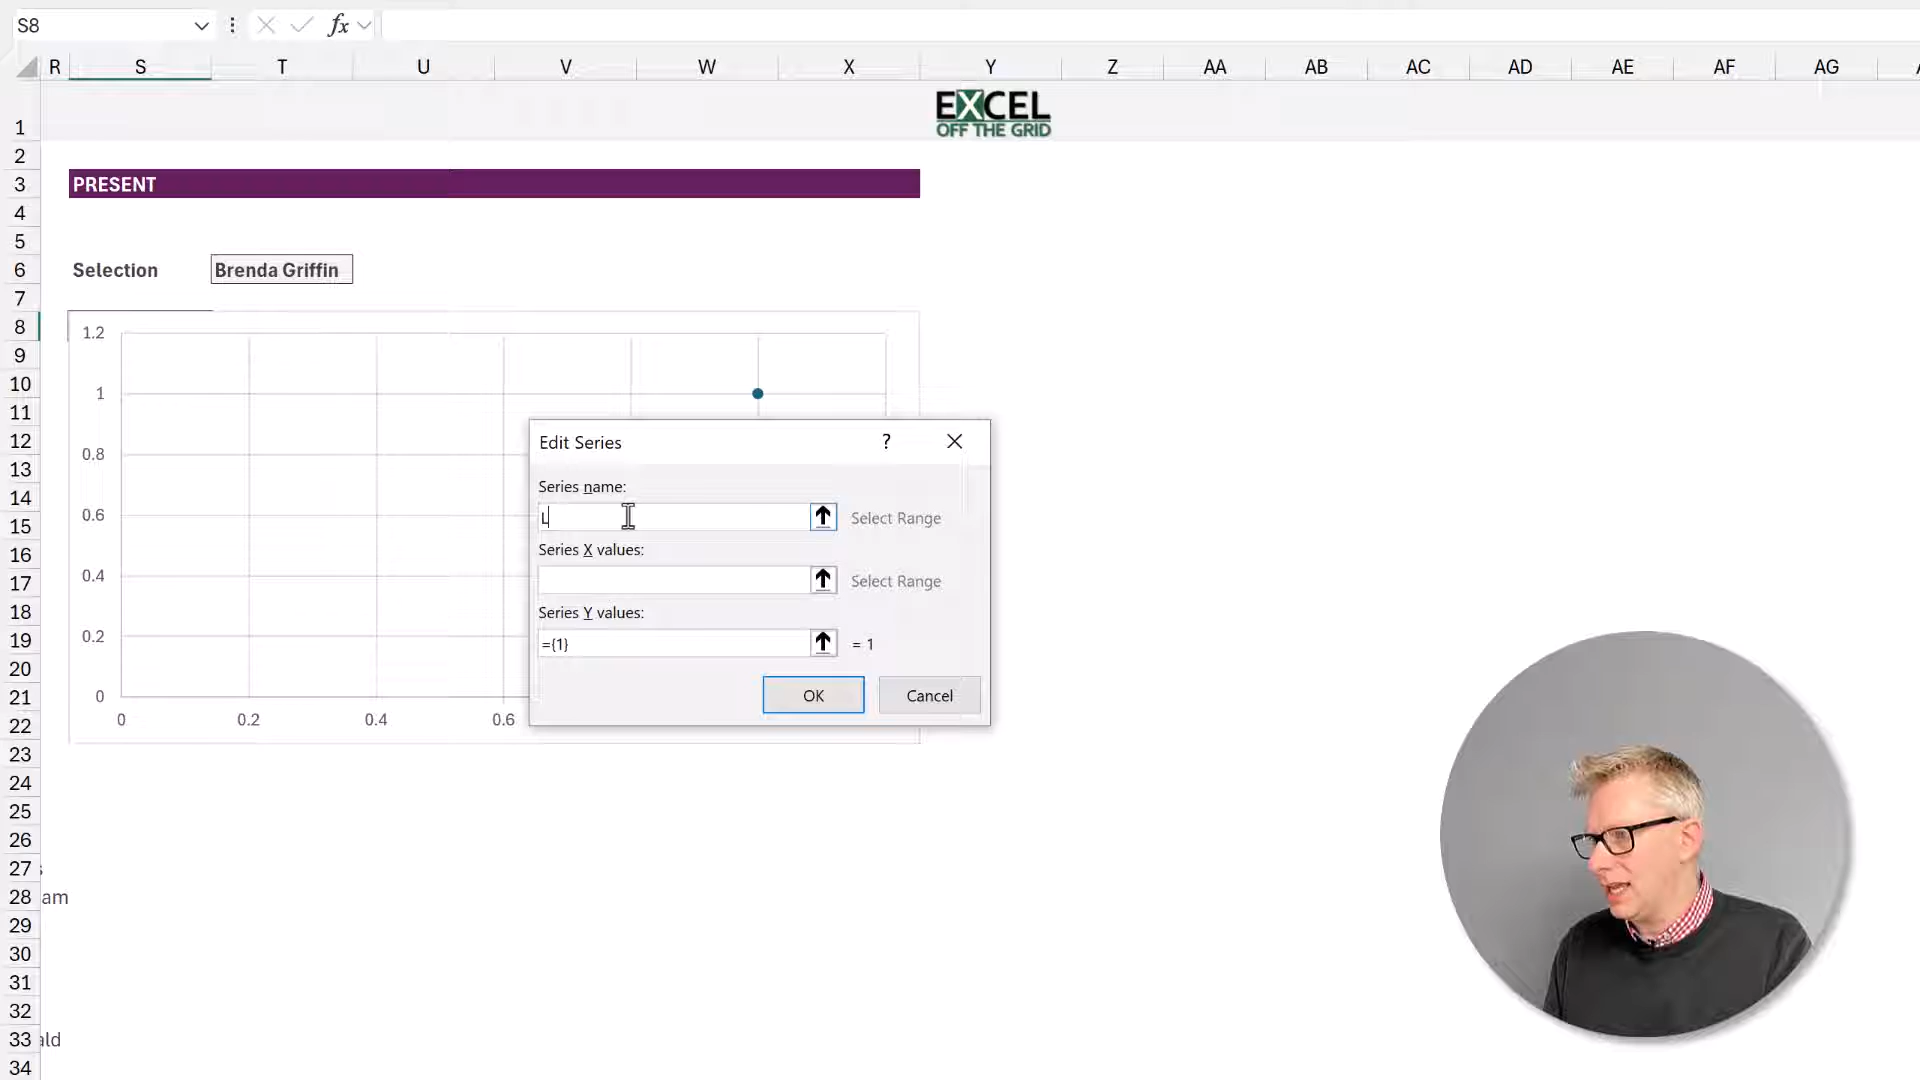 S8
fx
R S T U V W X Y Z AA AB AC AD AE AF AG
1
EXCEL
OFF THE GRID
2
3 PRESENT
4
5
6 Selection Brenda Griffin
7
8
9
10
11
12
13
14
15
16
17
18
19
20
21
22
23
24
25
26
27 s
28 am
29
30
31
32
33 ald
34
1.2
1
0.8
0.6
0.4
0.2
0
0 0.2 0.4 0.6
Edit Series ?
Series name:
L Select Range
Series X values:
Select Range
Series Y values:
={1} = 1
OK Cancel